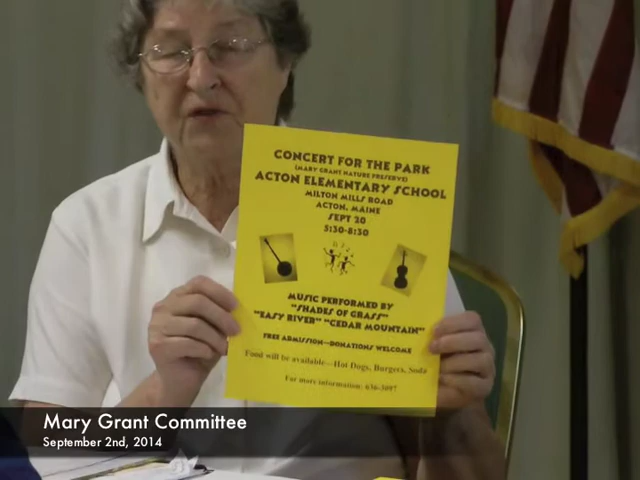 CONCERT FOR THE PARK
(MARY GRANT NATURE PRESERVE)
ACTON ELEMENTARY SCHOOL
MILTON MILLS ROAD
ACTON, MAINE
SEPT 20
5:30-8:30
MUSIC PERFORMED BY
"SHADES OF GRASS"
"EASY RIVER" "CEDAR MOUNTAIN"
FREE ADMISSION---DONATIONS WELCOME
Food will be available---Hot Dogs, Burgers, Soda
For more information: 636-3097
Mary Grant Committee
September 2nd, 2014